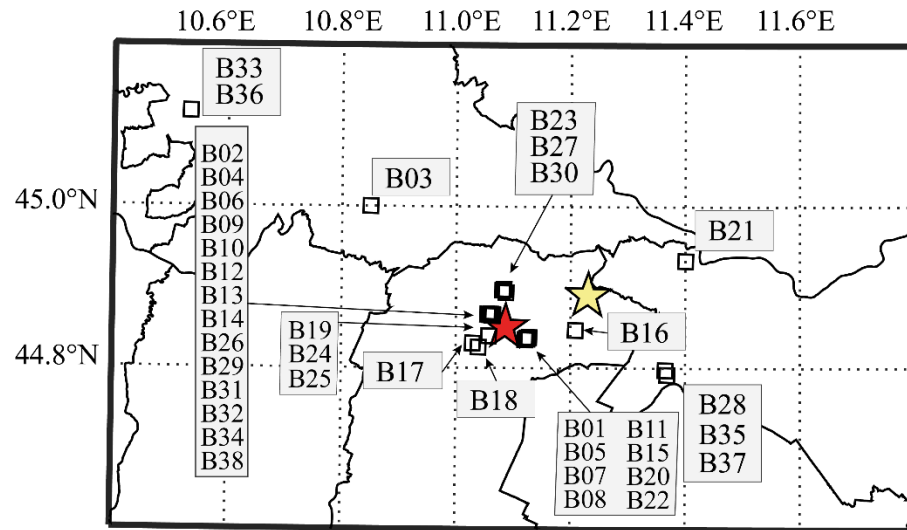 10.6°E 10.8°E 11.0°E 11.2°E 11.4°E 11.6°E
B33
B36
B23
B27
B30
B02
B04
B06
B09
B10
B12
B13
B14
B26
B29
B31
B32
B34
B38
B03
45.0°N
B21
B19
B24
B25
B16
44.8°N
B17
B18
B01 B11
B05 B15
B07 B20
B08 B22
B28
B35
B37